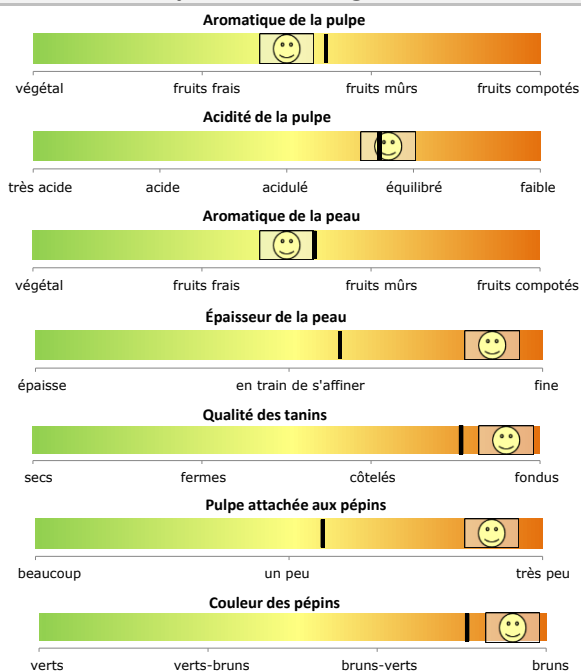 Aromatique de la pulpe
végétal fruits frais fruits mûrs fruits compotés
Acidité de la pulpe
très acide acide acidulé équilibré faible
Aromatique de la peau
végétal fruits frais fruits mûrs fruits compotés
Épaisseur de la peau
épaisse en train de s'affiner fine
Qualité des tanins
secs fermes côtelés fondus
Pulpe attachée aux pépins
beaucoup un peu très peu
Couleur des pépins
verts verts-bruns bruns-verts bruns